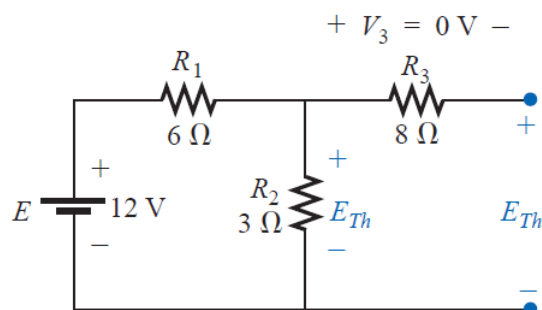 + V3 = 0 V −
R1
R3
6 Ω
8 Ω
+
+
+
E
12 V
R2
3 Ω
ETh
ETh
−
−
−